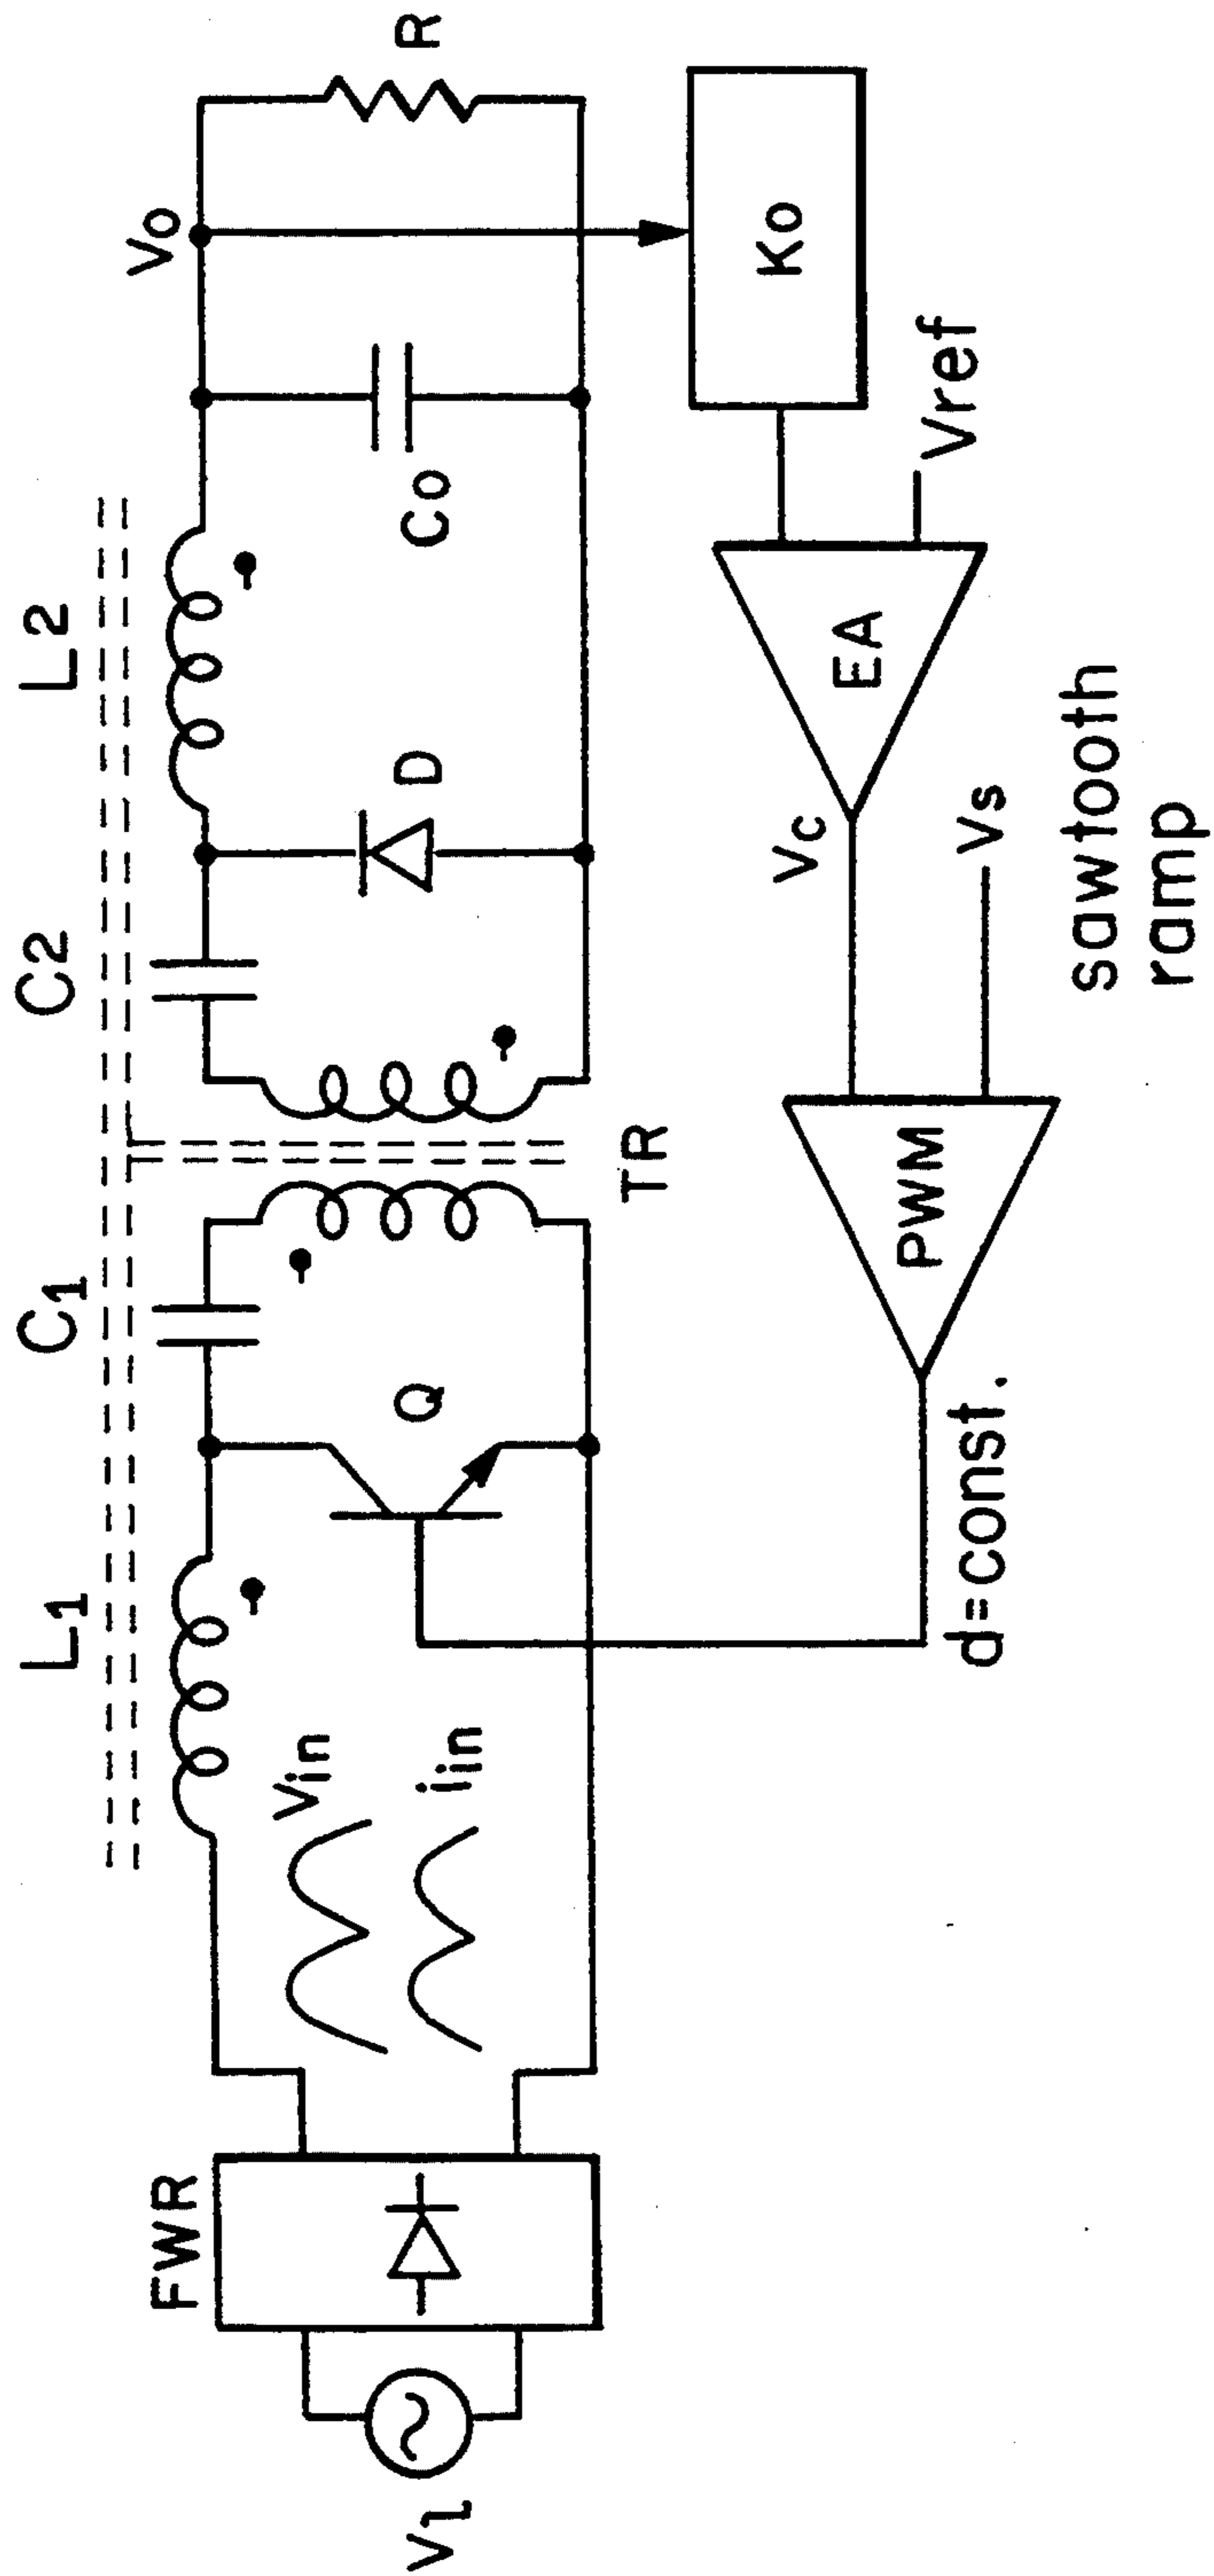 L1
C1
C2
L2
FWR
Vin
iin
Q
TR
D
Co
Vo
R
Vl
Ko
Vref
EA
Vc
Vs
PWM
d=const.
sawtooth
ramp